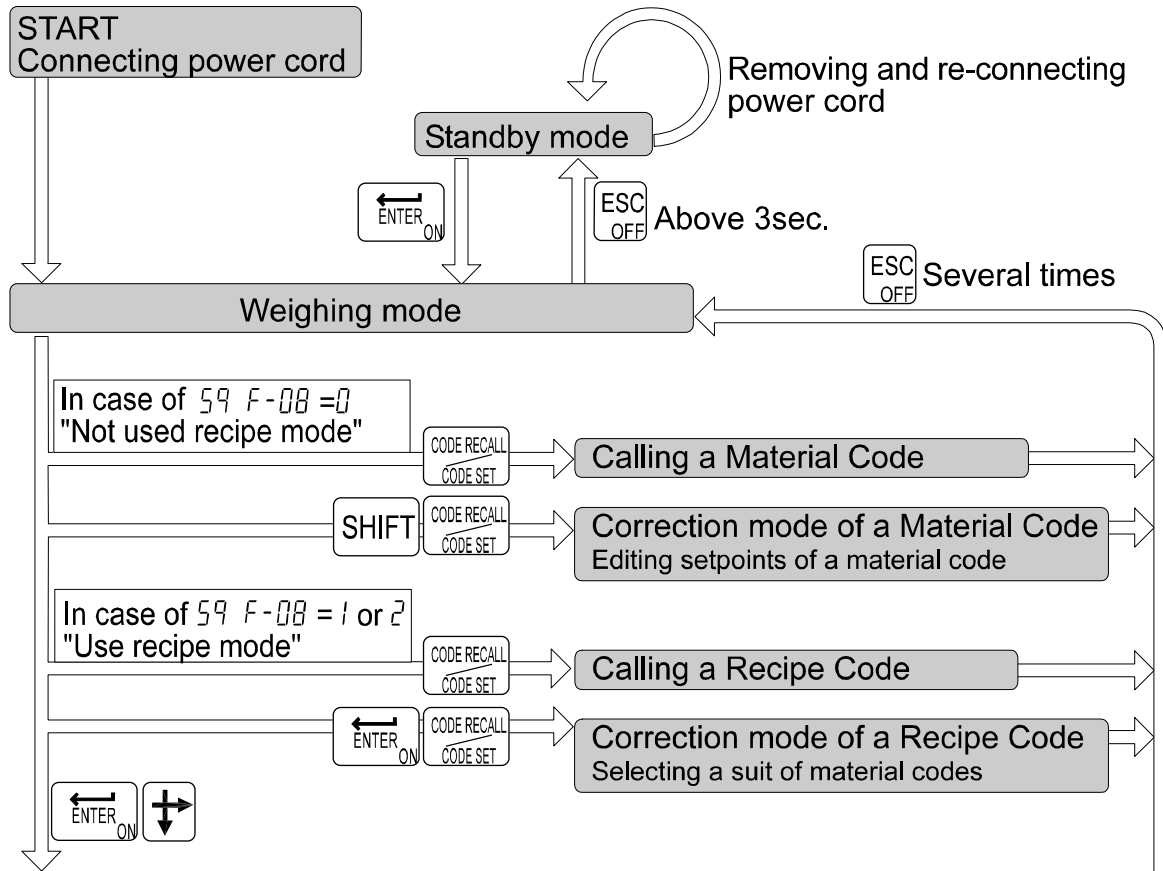 START
Connecting power cord
Removing and re-connecting
power cord
Standby mode
ENTER ON
ESC OFF
Above 3sec.
ESC OFF
Several times
Weighing mode
In case of 59 F-08 =0
"Not used recipe mode"
CODE RECALL
CODE SET
Calling a Material Code
SHIFT
CODE RECALL
CODE SET
Correction mode of a Material Code
Editing setpoints of a material code
In case of 59 F-08 = 1 or 2
"Use recipe mode"
CODE RECALL
CODE SET
Calling a Recipe Code
ENTER ON
CODE RECALL
CODE SET
Correction mode of a Recipe Code
Selecting a suit of material codes
ENTER ON